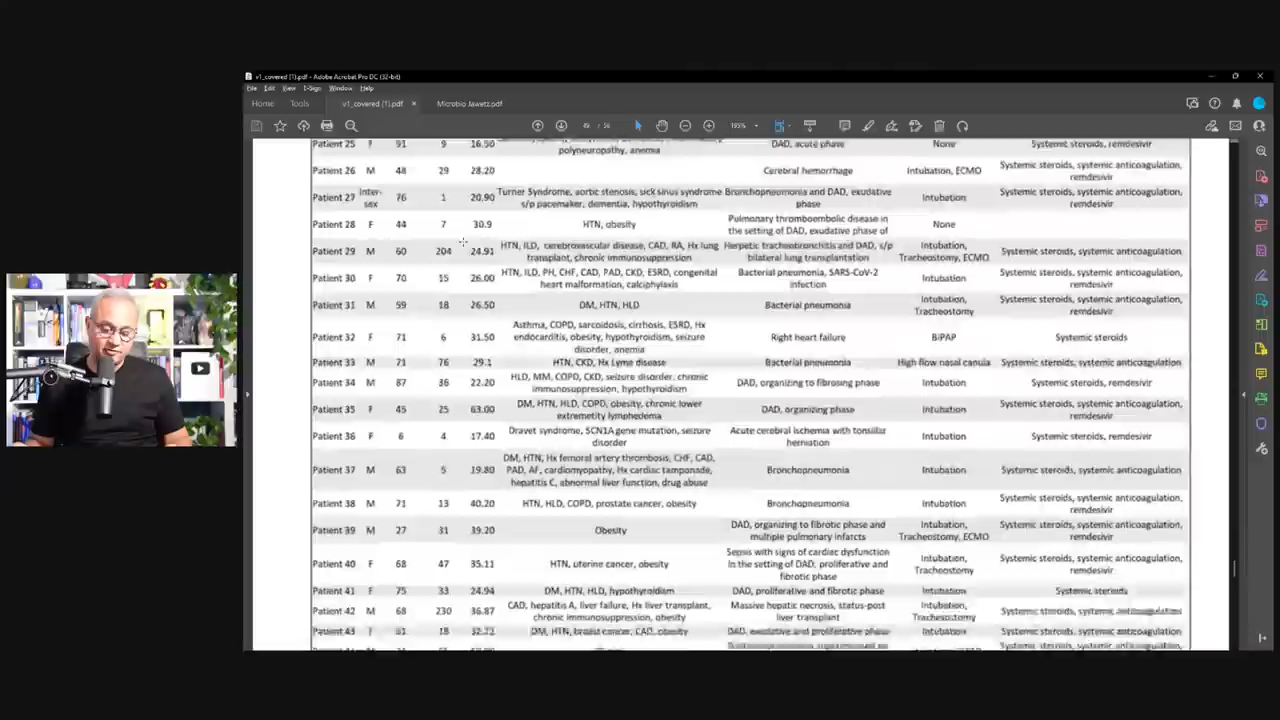 v1_covered (1).pdf - Adobe Acrobat Pro DC (32-bit)
File Edit View E-Sign Window Help
Home Tools v1_covered (1).pdf × Microbio Jawetz.pdf
49 / 56 193%
Patient 25 F 91 9 16.50 polyneuropathy, anemia DAD, acute phase None Systemic steroids, remdesivir
Patient 26 M 48 29 28.20 Cerebral hemorrhage Intubation, ECMO Systemic steroids, systemic anticoagulation, remdesivir
Patient 27 Inter-sex 76 1 20.90 Turner Syndrome, aortic stenosis, sick sinus syndrome s/p pacemaker, dementia, hypothyroidism Bronchopneumonia and DAD, exudative phase Intubation
Patient 28 F 44 7 30.9 HTN, obesity Pulmonary thromboembolic disease in the setting of DAD, exudative phase of None
Patient 29 M 60 204 24.91 HTN, ILD, cerebrovascular disease, CAD, RA, Hx lung transplant, chronic immunosuppression Herpetic tracheobronchitis and DAD, s/p bilateral lung transplantation Intubation, Tracheostomy, ECMO Systemic steroids, systemic anticoagulation
Patient 30 F 70 15 26.00 HTN, ILD, PH, CHF, CAD, PAD, CKD, ESRD, congenital heart malformation, calciphylaxis Bacterial pneumonia, SARS-CoV-2 infection Intubation Systemic steroids, systemic anticoagulation, remdesivir
Patient 31 M 59 18 26.50 DM, HTN, HLD Bacterial pneumonia Intubation, Tracheostomy Systemic steroids, systemic anticoagulation, remdesivir
Patient 32 F 71 6 31.50 Asthma, COPD, sarcoidosis, cirrhosis, ESRD, Hx endocarditis, obesity, hypothyroidism, seizure disorder, anemia Right heart failure BiPAP Systemic steroids
Patient 33 M 71 76 29.1 HTN, CKD, Hx Lyme disease Bacterial pneumonia High flow nasal canula Systemic steroids, systemic anticoagulation
Patient 34 M 87 36 22.20 HLD, MM, COPD, CKD, seizure disorder, chronic immunosuppression, hypothyroidism DAD, organizing to fibrosing phase Intubation Systemic steroids, remdesivir
Patient 35 F 45 25 63.00 DM, HTN, HLD, COPD, obesity, chronic lower extremetity lymphedema DAD, organizing phase Intubation Systemic steroids, systemic anticoagulation, remdesivir
Patient 36 F 6 4 17.40 Dravet syndrome, SCN1A gene mutation, seizure disorder Acute cerebral ischemia with tonsillar herniation Intubation Systemic steroids, remdesivir
Patient 37 M 63 5 19.80 DM, HTN, Hx femoral artery thrombosis, CHF, CAD, PAD, AF, cardiomyopathy, Hx cardiac tamponade, hepatitis C, abnormal liver function, drug abuse Bronchopneumonia Intubation Systemic steroids, systemic anticoagulation
Patient 38 M 71 13 40.20 HTN, HLD, COPD, prostate cancer, obesity Bronchopneumonia Intubation Systemic steroids, systemic anticoagulation, remdesivir
Patient 39 M 27 31 39.20 Obesity DAD, organizing to fibrotic phase and multiple pulmonary infarcts Intubation, Tracheostomy, ECMO Systemic steroids, systemic anticoagulation, remdesivir
Patient 40 F 68 47 35.11 HTN, uterine cancer, obesity Sepsis with signs of cardiac dysfunction in the setting of DAD, proliferative and fibrotic phase Intubation, Tracheostomy Systemic steroids, systemic anticoagulation, remdesivir
Patient 41 F 75 33 24.94 DM, HTN, HLD, hypothyroidism DAD, proliferative and fibrotic phase Intubation Systemic steroids
Patient 42 M 68 230 36.87 CAD, hepatitis A, liver failure, Hx liver transplant, chronic immunosuppression, obesity Massive hepatic necrosis, status-post liver transplant Intubation, Tracheostomy Systemic steroids, systemic anticoagulation
Patient 43 F 61 18 32.72 DM, HTN, breast cancer, CAD, obesity DAD, exudative and proliferative phase Intubation Systemic steroids, systemic anticoagulation